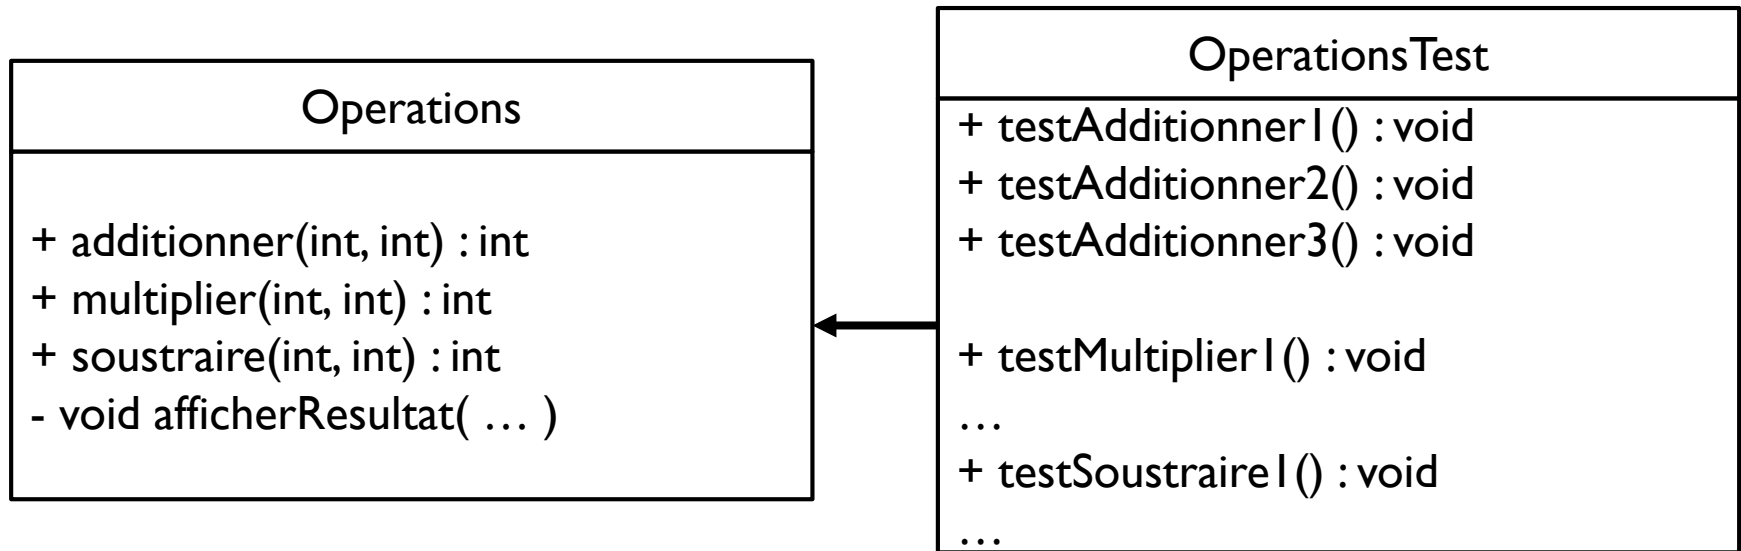 Operations
+ additionner(int, int) : int
+ multiplier(int, int) : int
+ soustraire(int, int) : int
- void afficherResultat( … )
OperationsTest
+ testAdditionner1() : void
+ testAdditionner2() : void
+ testAdditionner3() : void
+ testMultiplier1() : void
…
+ testSoustraire1() : void
…